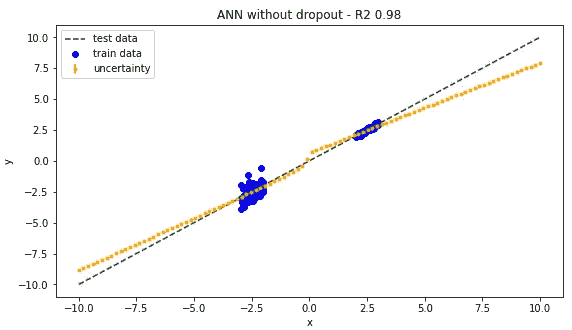 ANN without dropout - R2 0.98
test data
train data
uncertainty
y
10.0
7.5
5.0
2.5
0.0
−2.5
−5.0
−7.5
−10.0
−10.0 −7.5 −5.0 −2.5 0.0 2.5 5.0 7.5 10.0
x